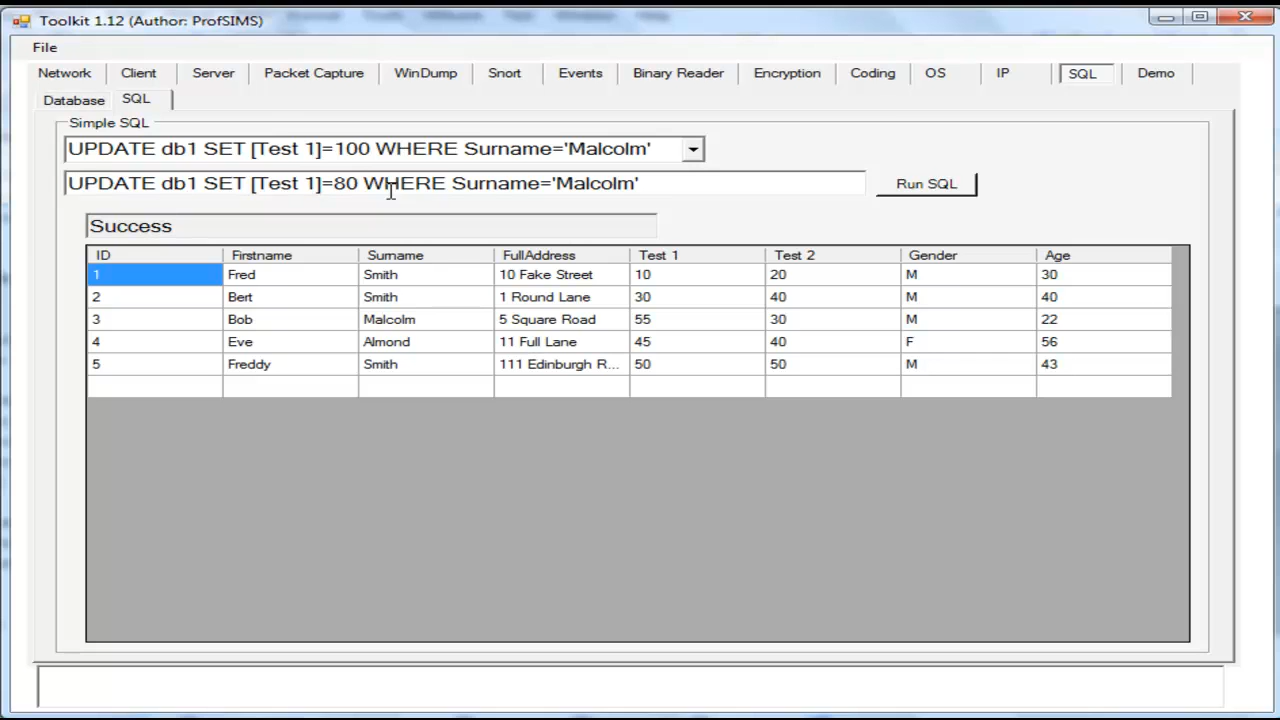 Toolkit 1.12 (Author: ProfSIMS)
File
Network Client Server Packet Capture WinDump Snort Events Binary Reader Encryption Coding OS IP SQL Demo
Database SQL
Simple SQL
UPDATE db1 SET [Test 1]=100 WHERE Surname='Malcolm'
UPDATE db1 SET [Test 1]=80 WHERE Surname='Malcolm' Run SQL
Success
ID Firstname Surname FullAddress Test 1 Test 2 Gender Age
1 Fred Smith 10 Fake Street 10 20 M 30
2 Bert Smith 1 Round Lane 30 40 M 40
3 Bob Malcolm 5 Square Road 55 30 M 22
4 Eve Almond 11 Full Lane 45 40 F 56
5 Freddy Smith 111 Edinburgh R... 50 50 M 43